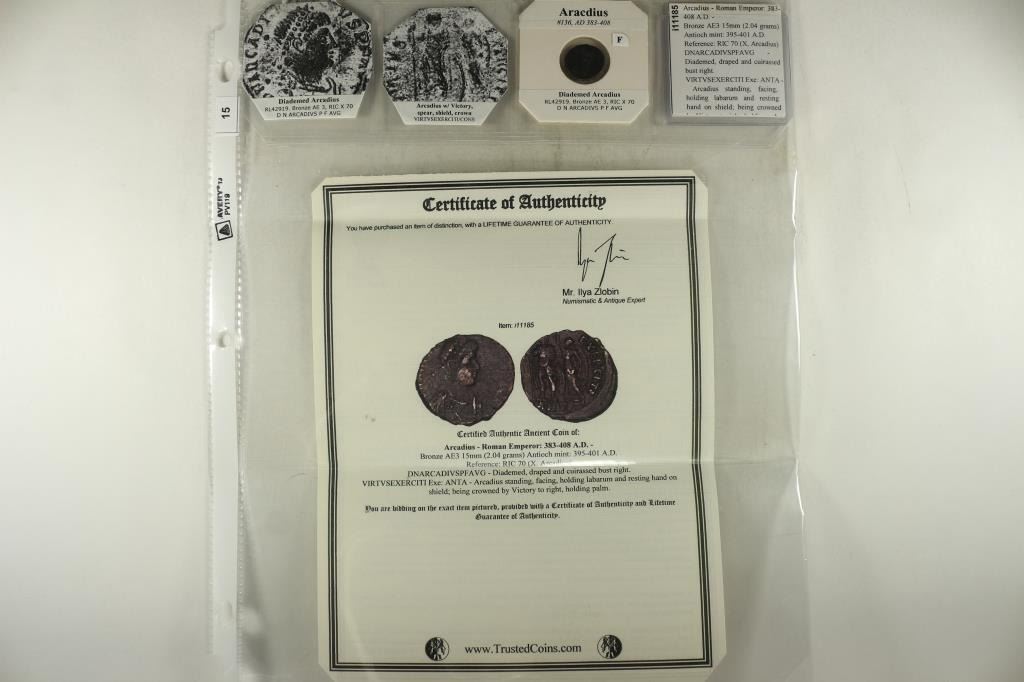 DN ARCAD
Diademed Arcadius
RL42919, Bronze AE 3, RIC X 70
D N ARCADIVS P F AVG
Arcadius w/ Victory,
spear, shield, crown
VIRTVSEXERCITI/CONS
Aracdius
#136, AD 383-408
F
Diademed Arcadius
RL42919, Bronze AE 3, RIC X 70
D N ARCADIVS P F AVG
i11185
Arcadius - Roman Emperor: 383-
408 A.D. -
Bronze AE3 15mm (2.04 grams)
Antioch mint: 395-401 A.D.
Reference: RIC 70 (X, Arcadius)
DNARCADIVSPFAVG -
Diademed, draped and cuirassed
bust right.
VIRTVSEXERCITI Exe: ANTA -
Arcadius standing, facing,
holding labarum and resting
hand on shield; being crowned
15
AVERY
PV119
Certificate of Authenticity
You have purchased an item of distinction, with a LIFETIME GUARANTEE OF AUTHENTICITY.
Mr. Ilya Zlobin
Numismatic & Antique Expert
Item: i11185
Certified Authentic Ancient Coin of:
Arcadius - Roman Emperor: 383-408 A.D. -
Bronze AE3 15mm (2.04 grams) Antioch mint: 395-401 A.D.
Reference: RIC 70 (X, Arcadius)
DNARCADIVSPFAVG - Diademed, draped and cuirassed bust right.
VIRTVSEXERCITI Exe: ANTA - Arcadius standing, facing, holding labarum and resting hand on
shield; being crowned by Victory to right, holding palm.
You are bidding on the exact item pictured, provided with a Certificate of Authenticity and Lifetime
Guarantee of Authenticity.
www.TrustedCoins.com